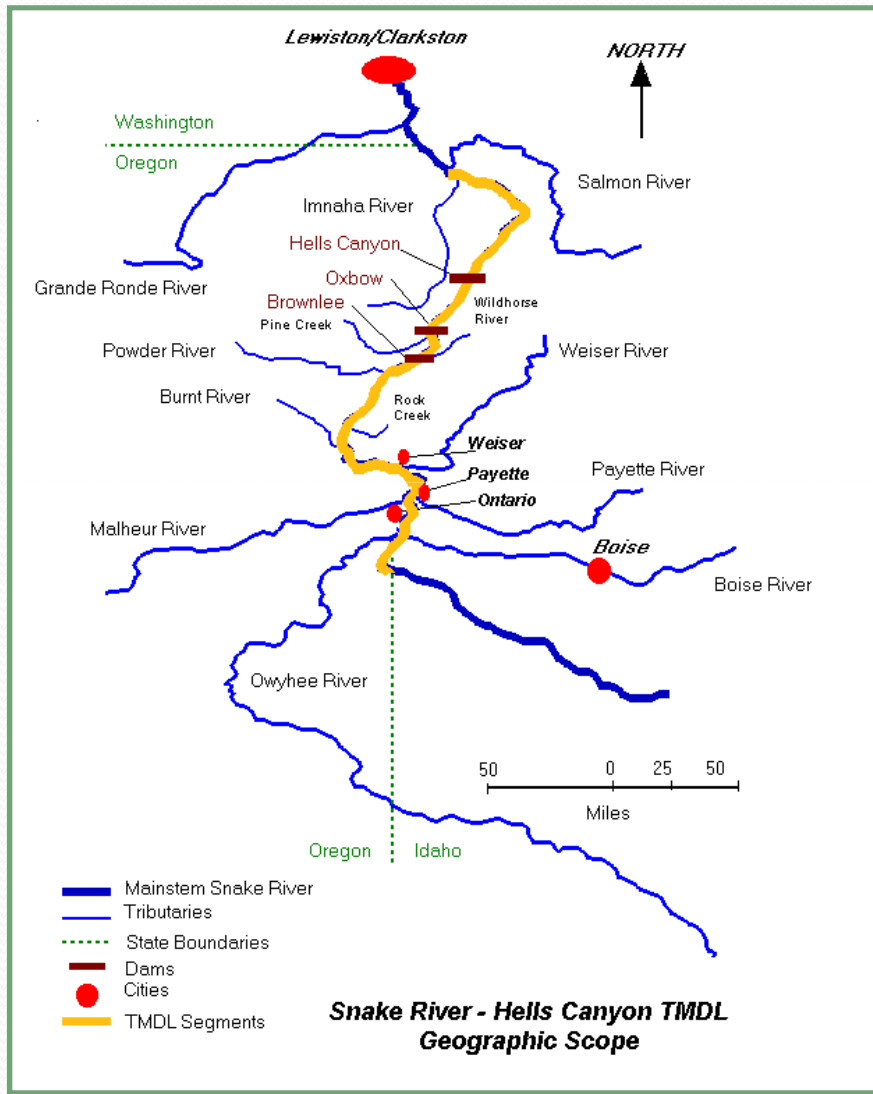 Lewiston/Clarkston
NORTH
Washington
Oregon
Salmon River
Imnaha River
Hells Canyon
Grande Ronde River
Oxbow
Brownlee
Wildhorse
River
Pine Creek
Powder River
Weiser River
Burnt River
Rock
Creek
Weiser
Payette
Payette River
Ontario
Malheur River
Boise
Boise River
Owyhee River
50 0 25 50
Miles
Oregon Idaho
Mainstem Snake River
Tributaries
State Boundaries
Dams
Cities
TMDL Segments
Snake River - Hells Canyon TMDL
Geographic Scope